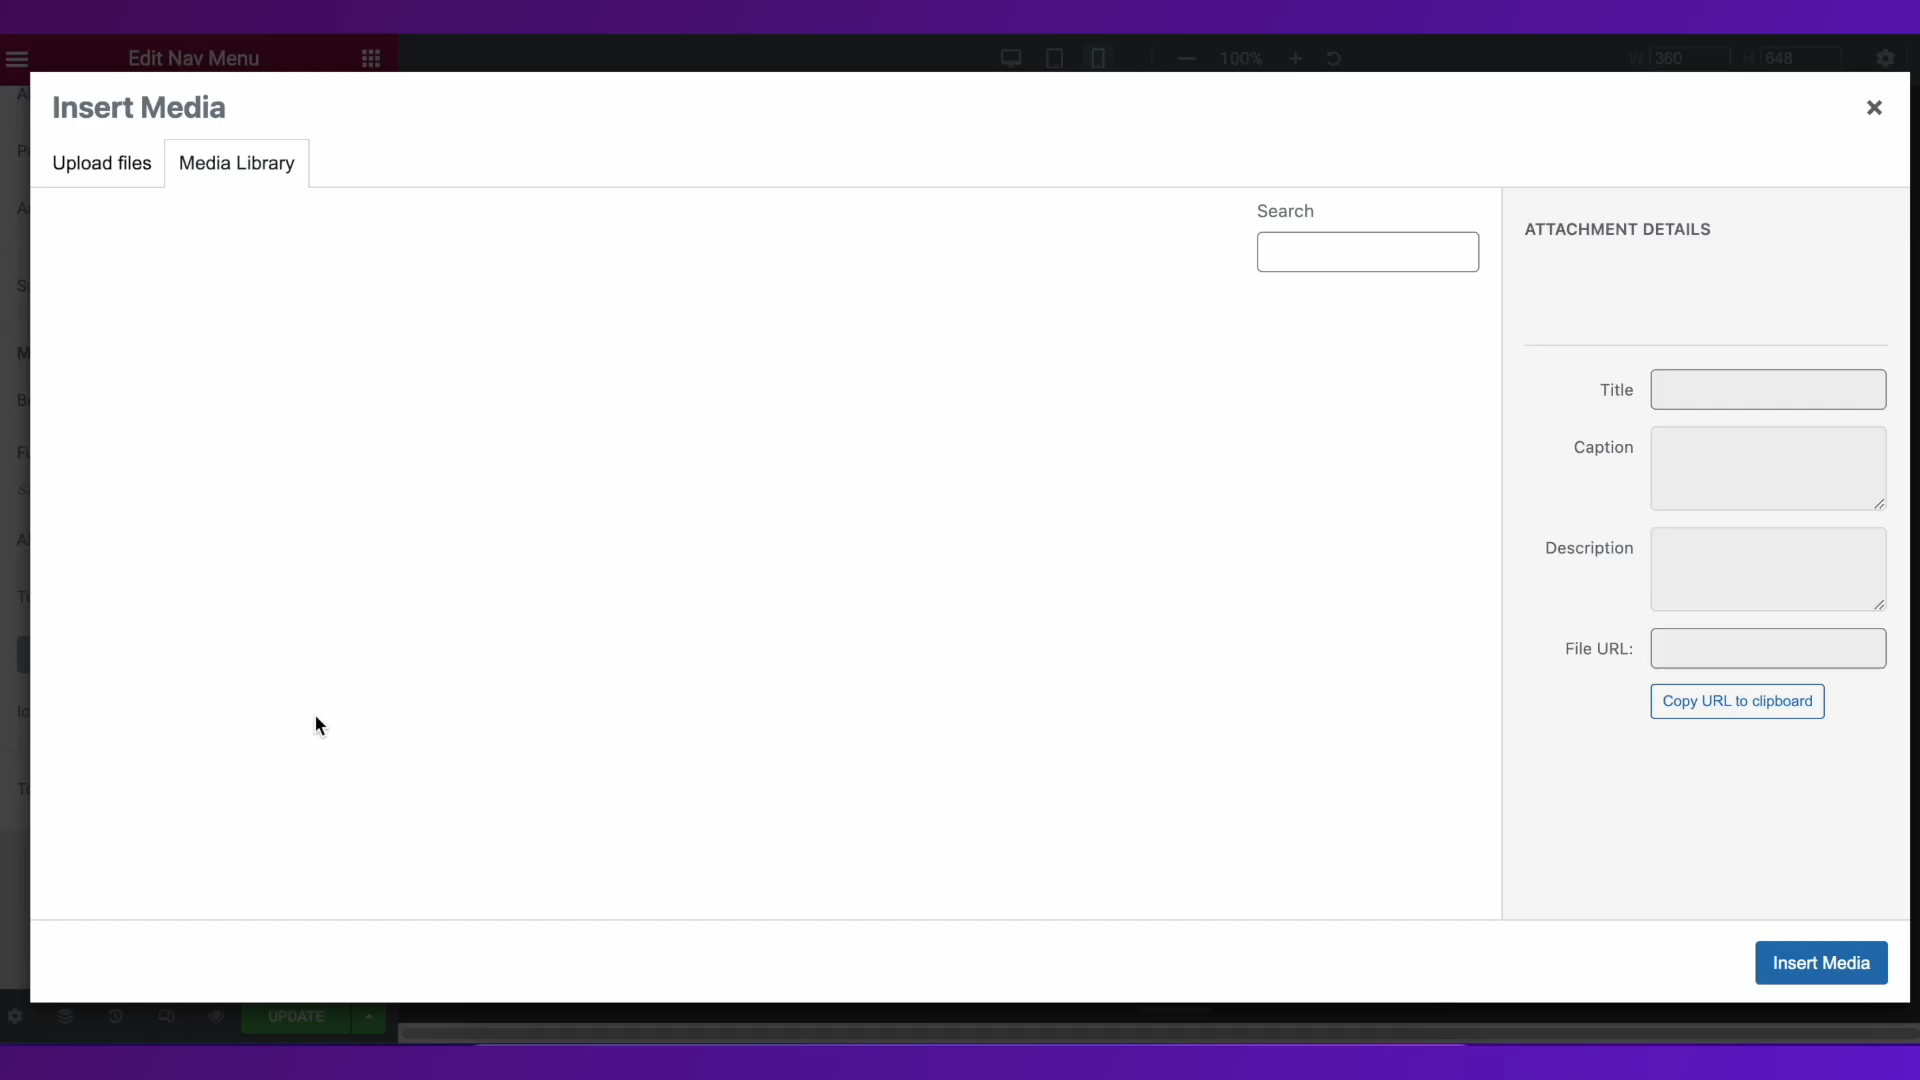 Edit Nav Menu
100%
W 360
H 648
Insert Media
Upload files
Media Library
Search
ATTACHMENT DETAILS
Title
Caption
Description
File URL:
Copy URL to clipboard
Insert Media
UPDATE